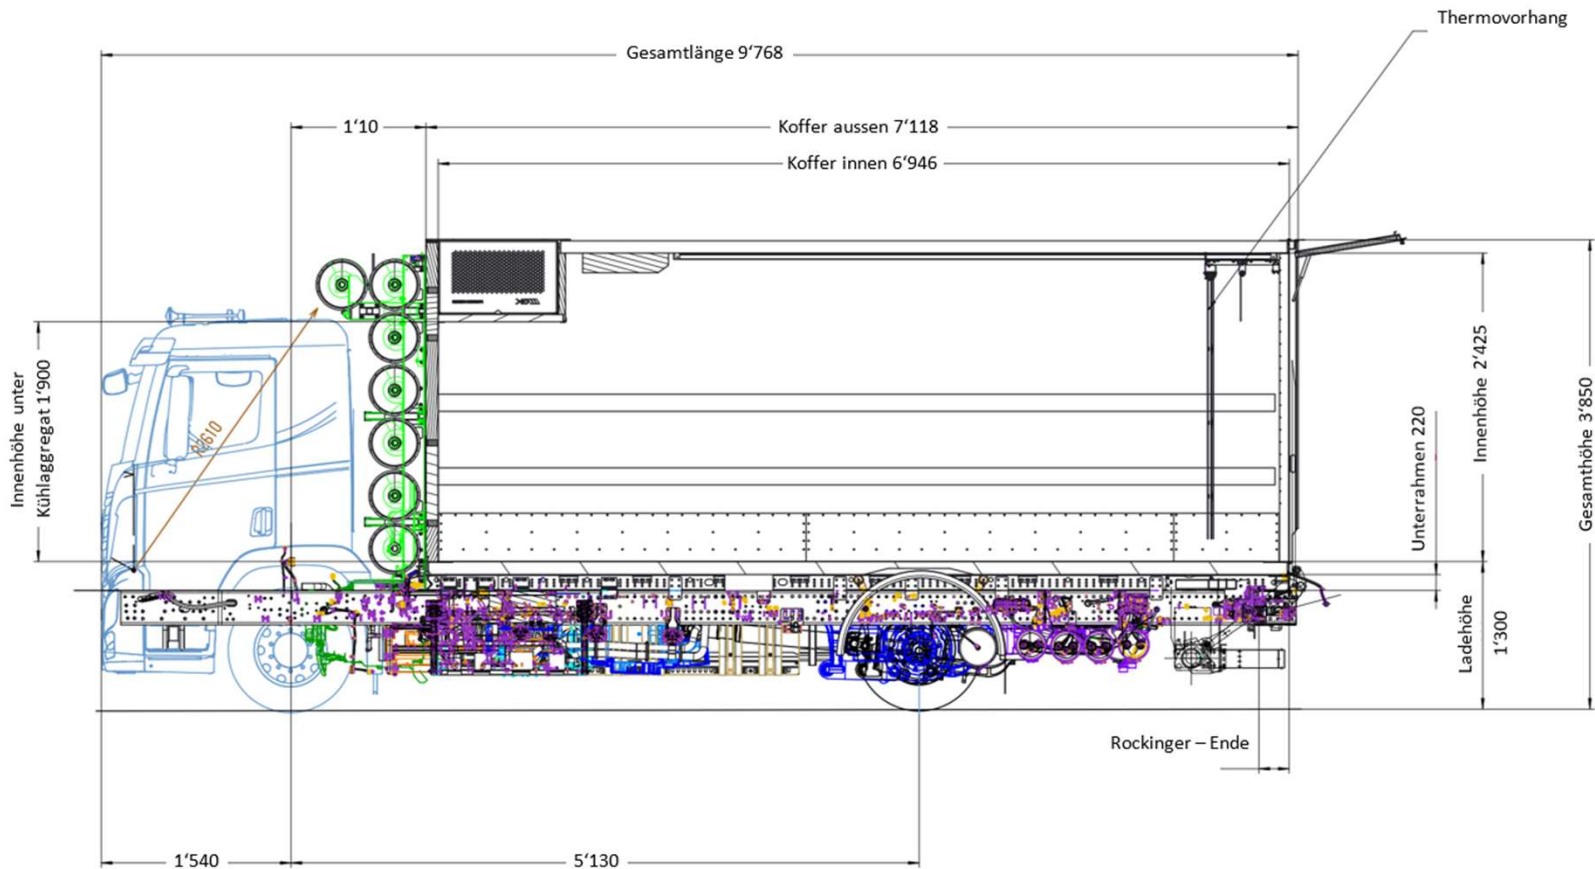 Thermovorhang
Gesamtlänge 9‘768
1‘10
Koffer aussen 7‘118
Koffer innen 6‘946
Innenhöhe unter
Kühlaggregat 1‘900
R2610
Unterrahmen 220
Innenhöhe 2‘425
Gesamthöhe 3‘850
Ladehöhe
1‘300
Rockinger – Ende
1‘540
5‘130